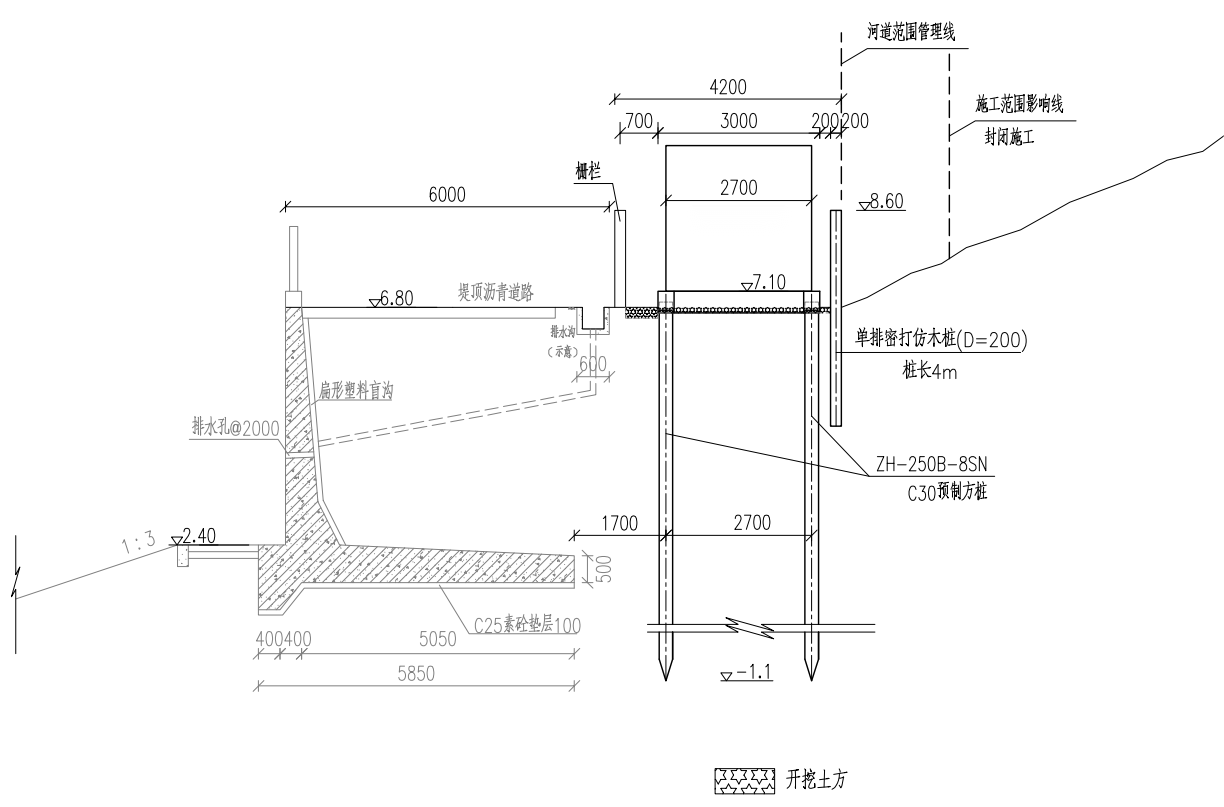 河道范围管理线
4200
施工范围影响线
封闭施工
700
3000
200
200
栅栏
6000
2700
8.60
7.10
6.80
堤顶沥青道路
排水沟
(示意)
600
单排密打仿木桩(D=200)
桩长4m
扇形塑料盲沟
排水孔@2000
ZH-250B-8SN
C30预制方桩
1700
2700
1:3
2.40
500
C25素砼垫层100
400
400
5050
5850
-1.1
开挖土方